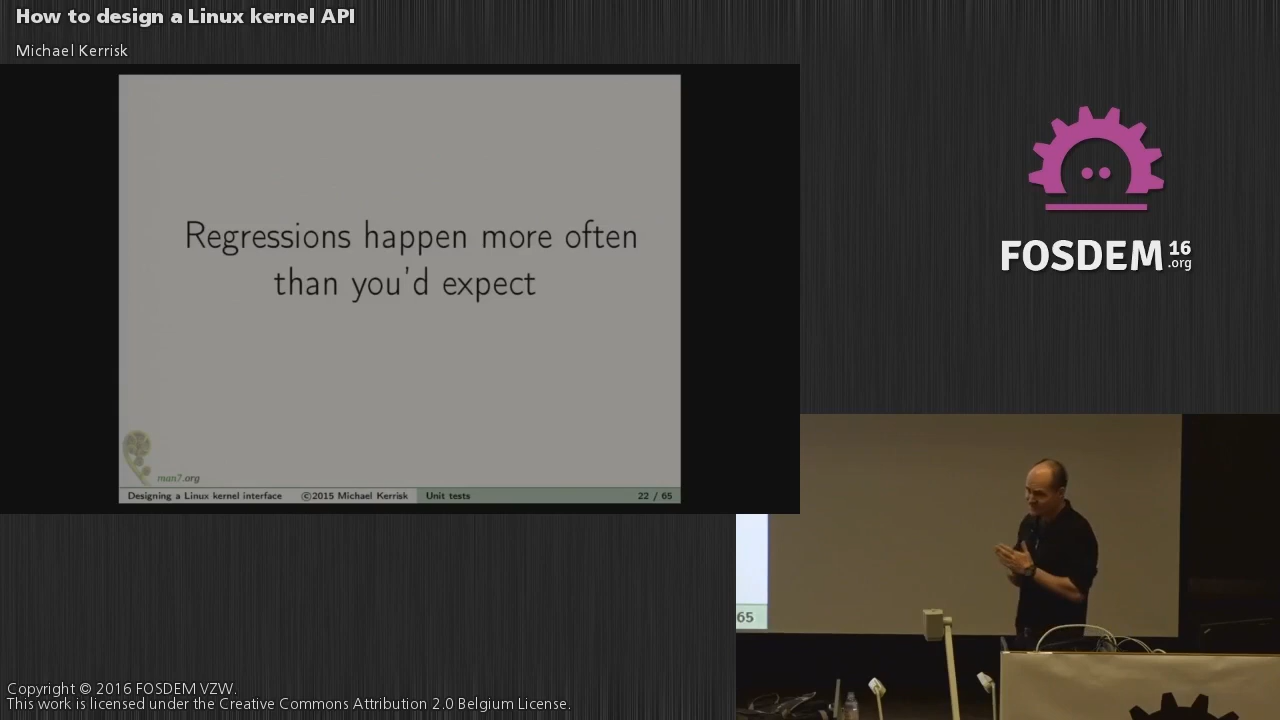 How to design a Linux kernel API
Michael Kerrisk
Regressions happen more often
than you'd expect
man7.org
Designing a Linux kernel interface ©2015 Michael Kerrisk Unit tests 22 / 65
FOSDEM 16
.org
65
Copyright © 2016 FOSDEM VZW.
This work is licensed under the Creative Commons Attribution 2.0 Belgium License.